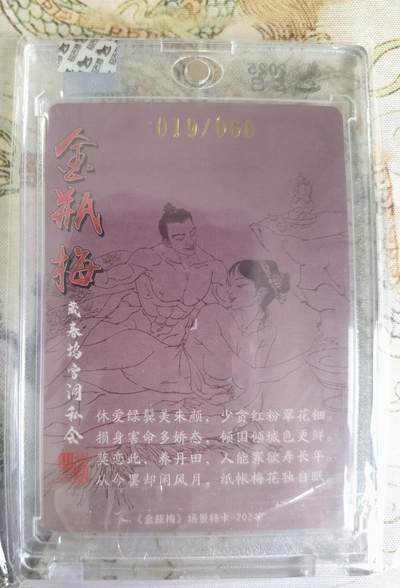 019/060
金瓶梅
藏春坞雪洞私会
休爱绿鬓美朱颜，少贪红粉翠花钿。
损身害命多娇态，倾国倾城色更鲜。
莫恋此，养丹田，人能寡欲寿长年。
从今罢却闲风月，纸帐梅花独自眠。
《金瓶梅》场景特卡-202